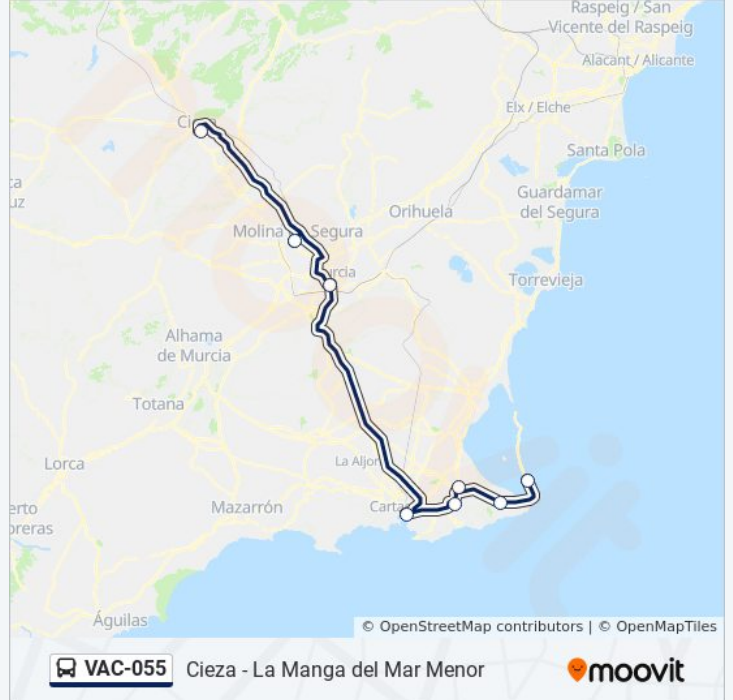 Raspeig / San
Vicente del Raspeig
Alacant / Alicante
Elx / Elche
Santa Pola
Guardamar
del Segura
Orihuela
Molina
Segura
Torrevieja
Alhama
de Murcia
Totana
Lorca
La Aljor
Mazarrón
Carta
Águilas
© OpenStreetMap contributors | © OpenMapTiles
VAC-055
Cieza - La Manga del Mar Menor
moovit